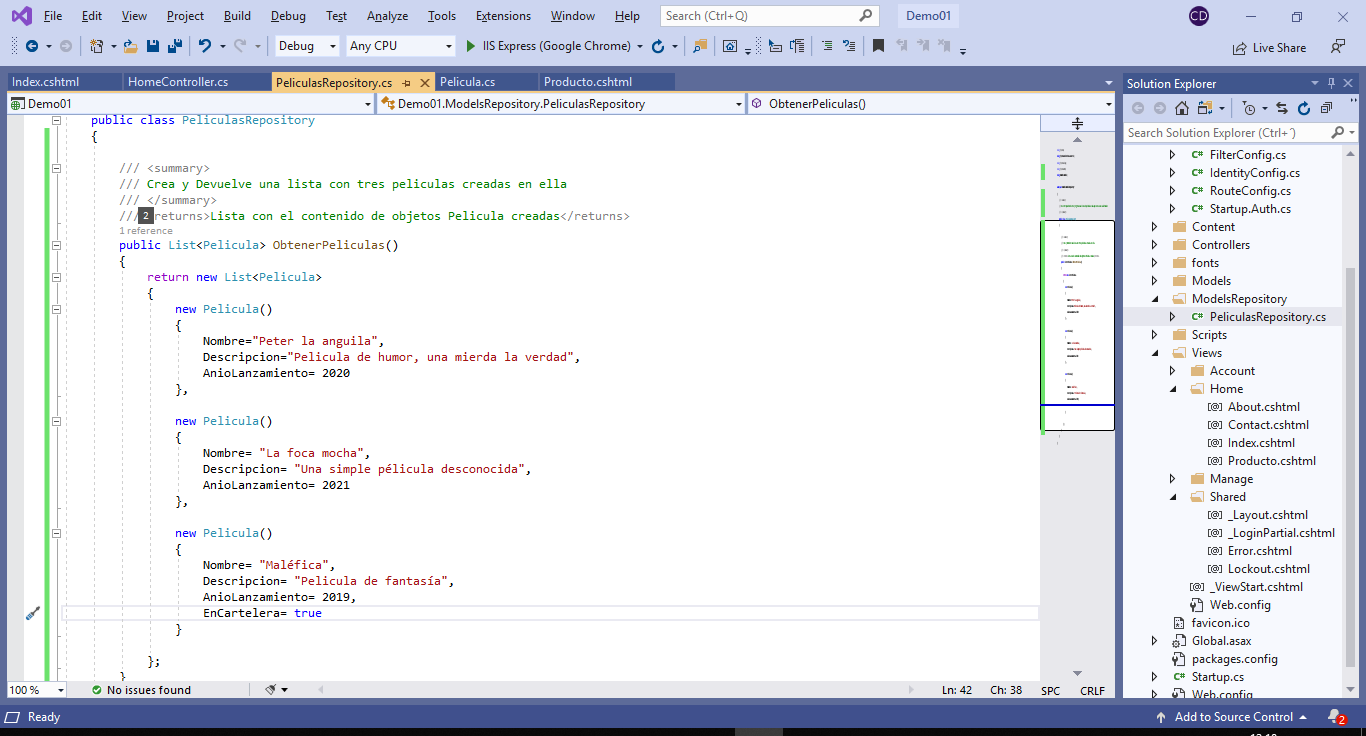 File Edit View Project Build Debug Test Analyze Tools Extensions Window Help Search (Ctrl+Q) Demo01 CD
Debug Any CPU IIS Express (Google Chrome) Live Share
Index.cshtml HomeController.cs PeliculasRepository.cs Pelicula.cs Producto.cshtml
Demo01 Demo01.ModelsRepository.PeliculasRepository ObtenerPeliculas()
public class PeliculasRepository
{
/// <summary>
/// Crea y Devuelve una lista con tres peliculas creadas en ella
/// </summary>
/// 2 returns>Lista con el contenido de objetos Pelicula creadas</returns>
1 reference
public List<Pelicula> ObtenerPeliculas()
{
return new List<Pelicula>
{
new Pelicula()
{
Nombre="Peter la anguila",
Descripcion="Pelicula de humor, una mierda la verdad",
AnioLanzamiento= 2020
},
new Pelicula()
{
Nombre= "La foca mocha",
Descripcion= "Una simple pélicula desconocida",
AnioLanzamiento= 2021
},
new Pelicula()
{
Nombre= "Maléfica",
Descripcion= "Pelicula de fantasía",
AnioLanzamiento= 2019,
EnCartelera= true
}
};
}
100 % No issues found Ln: 42 Ch: 38 SPC CRLF
Solution Explorer
Search Solution Explorer (Ctrl+´)
C# FilterConfig.cs
C# IdentityConfig.cs
C# RouteConfig.cs
C# Startup.Auth.cs
Content
Controllers
fonts
Models
ModelsRepository
C# PeliculasRepository.cs
Scripts
Views
Account
Home
[@] About.cshtml
[@] Contact.cshtml
[@] Index.cshtml
[@] Producto.cshtml
Manage
Shared
[@] _Layout.cshtml
[@] _LoginPartial.cshtml
[@] Error.cshtml
[@] Lockout.cshtml
[@] _ViewStart.cshtml
Web.config
favicon.ico
Global.asax
packages.config
C# Startup.cs
Web.config
Ready Add to Source Control 2